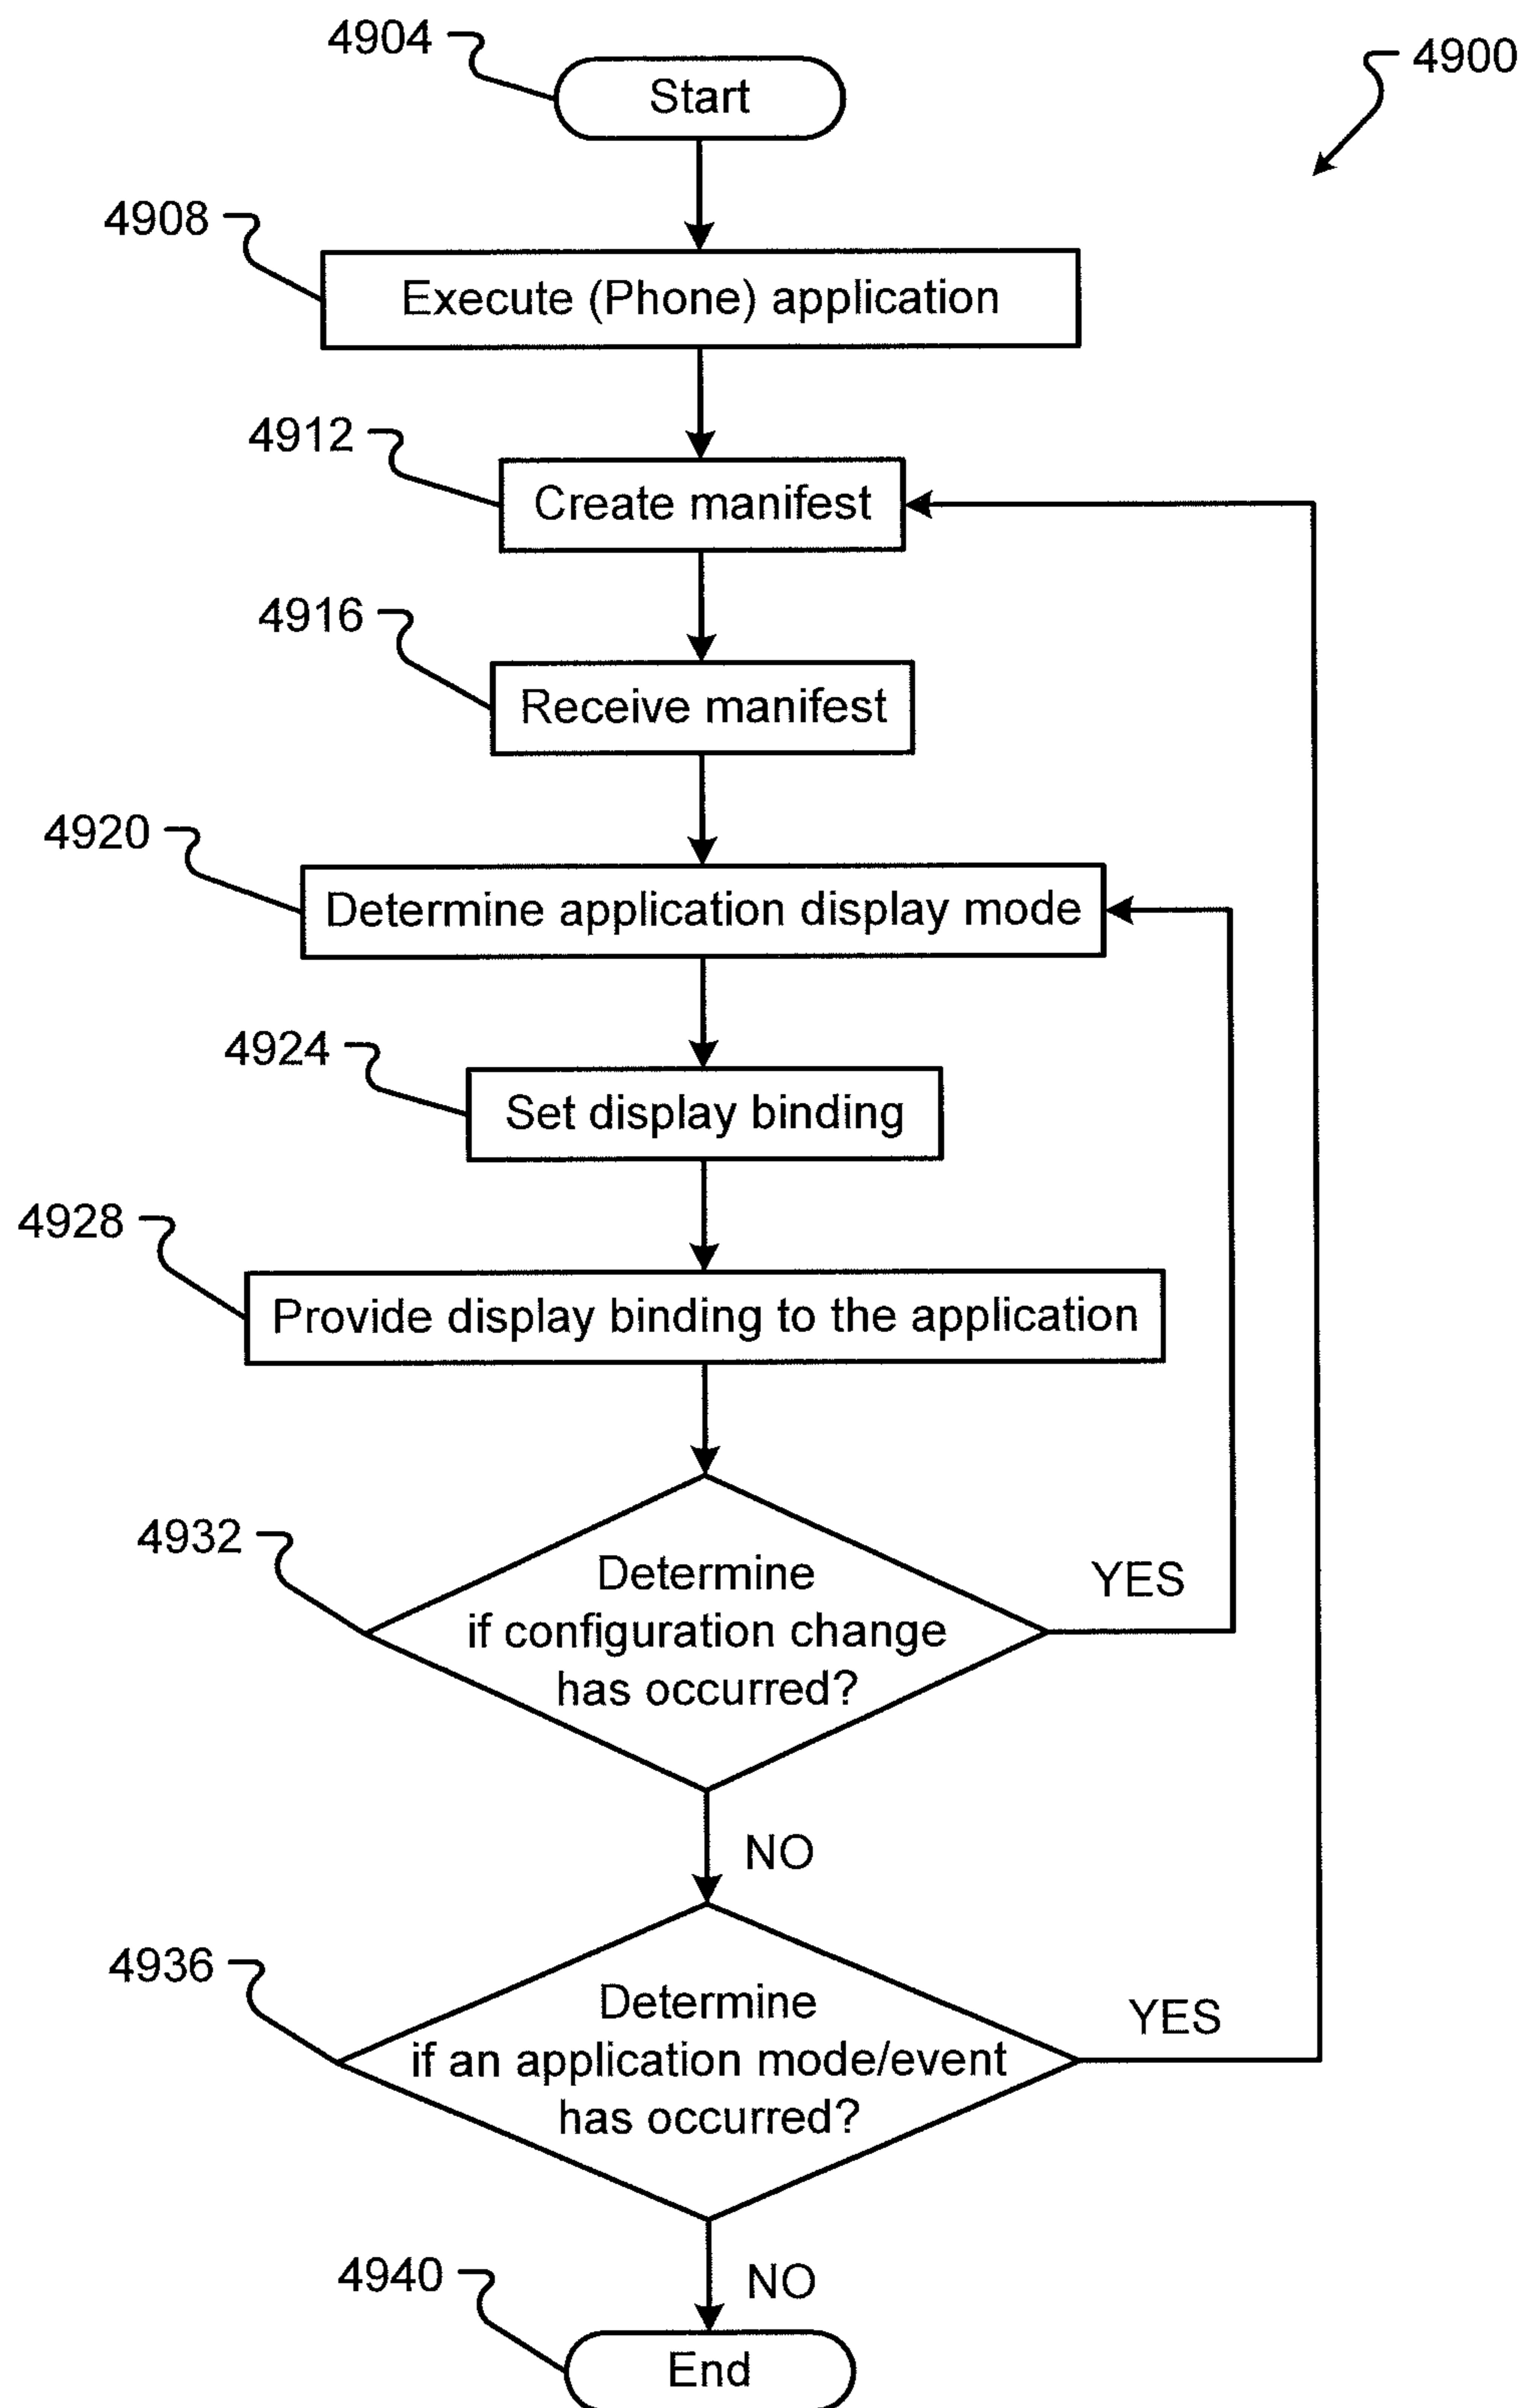 4904
Start
4900
4908
Execute (Phone) application
4912
Create manifest
4916
Receive manifest
4920
Determine application display mode
4924
Set display binding
4928
Provide display binding to the application
4932
Determine
if configuration change
has occurred?
YES
NO
4936
Determine
if an application mode/event
has occurred?
YES
NO
4940
End